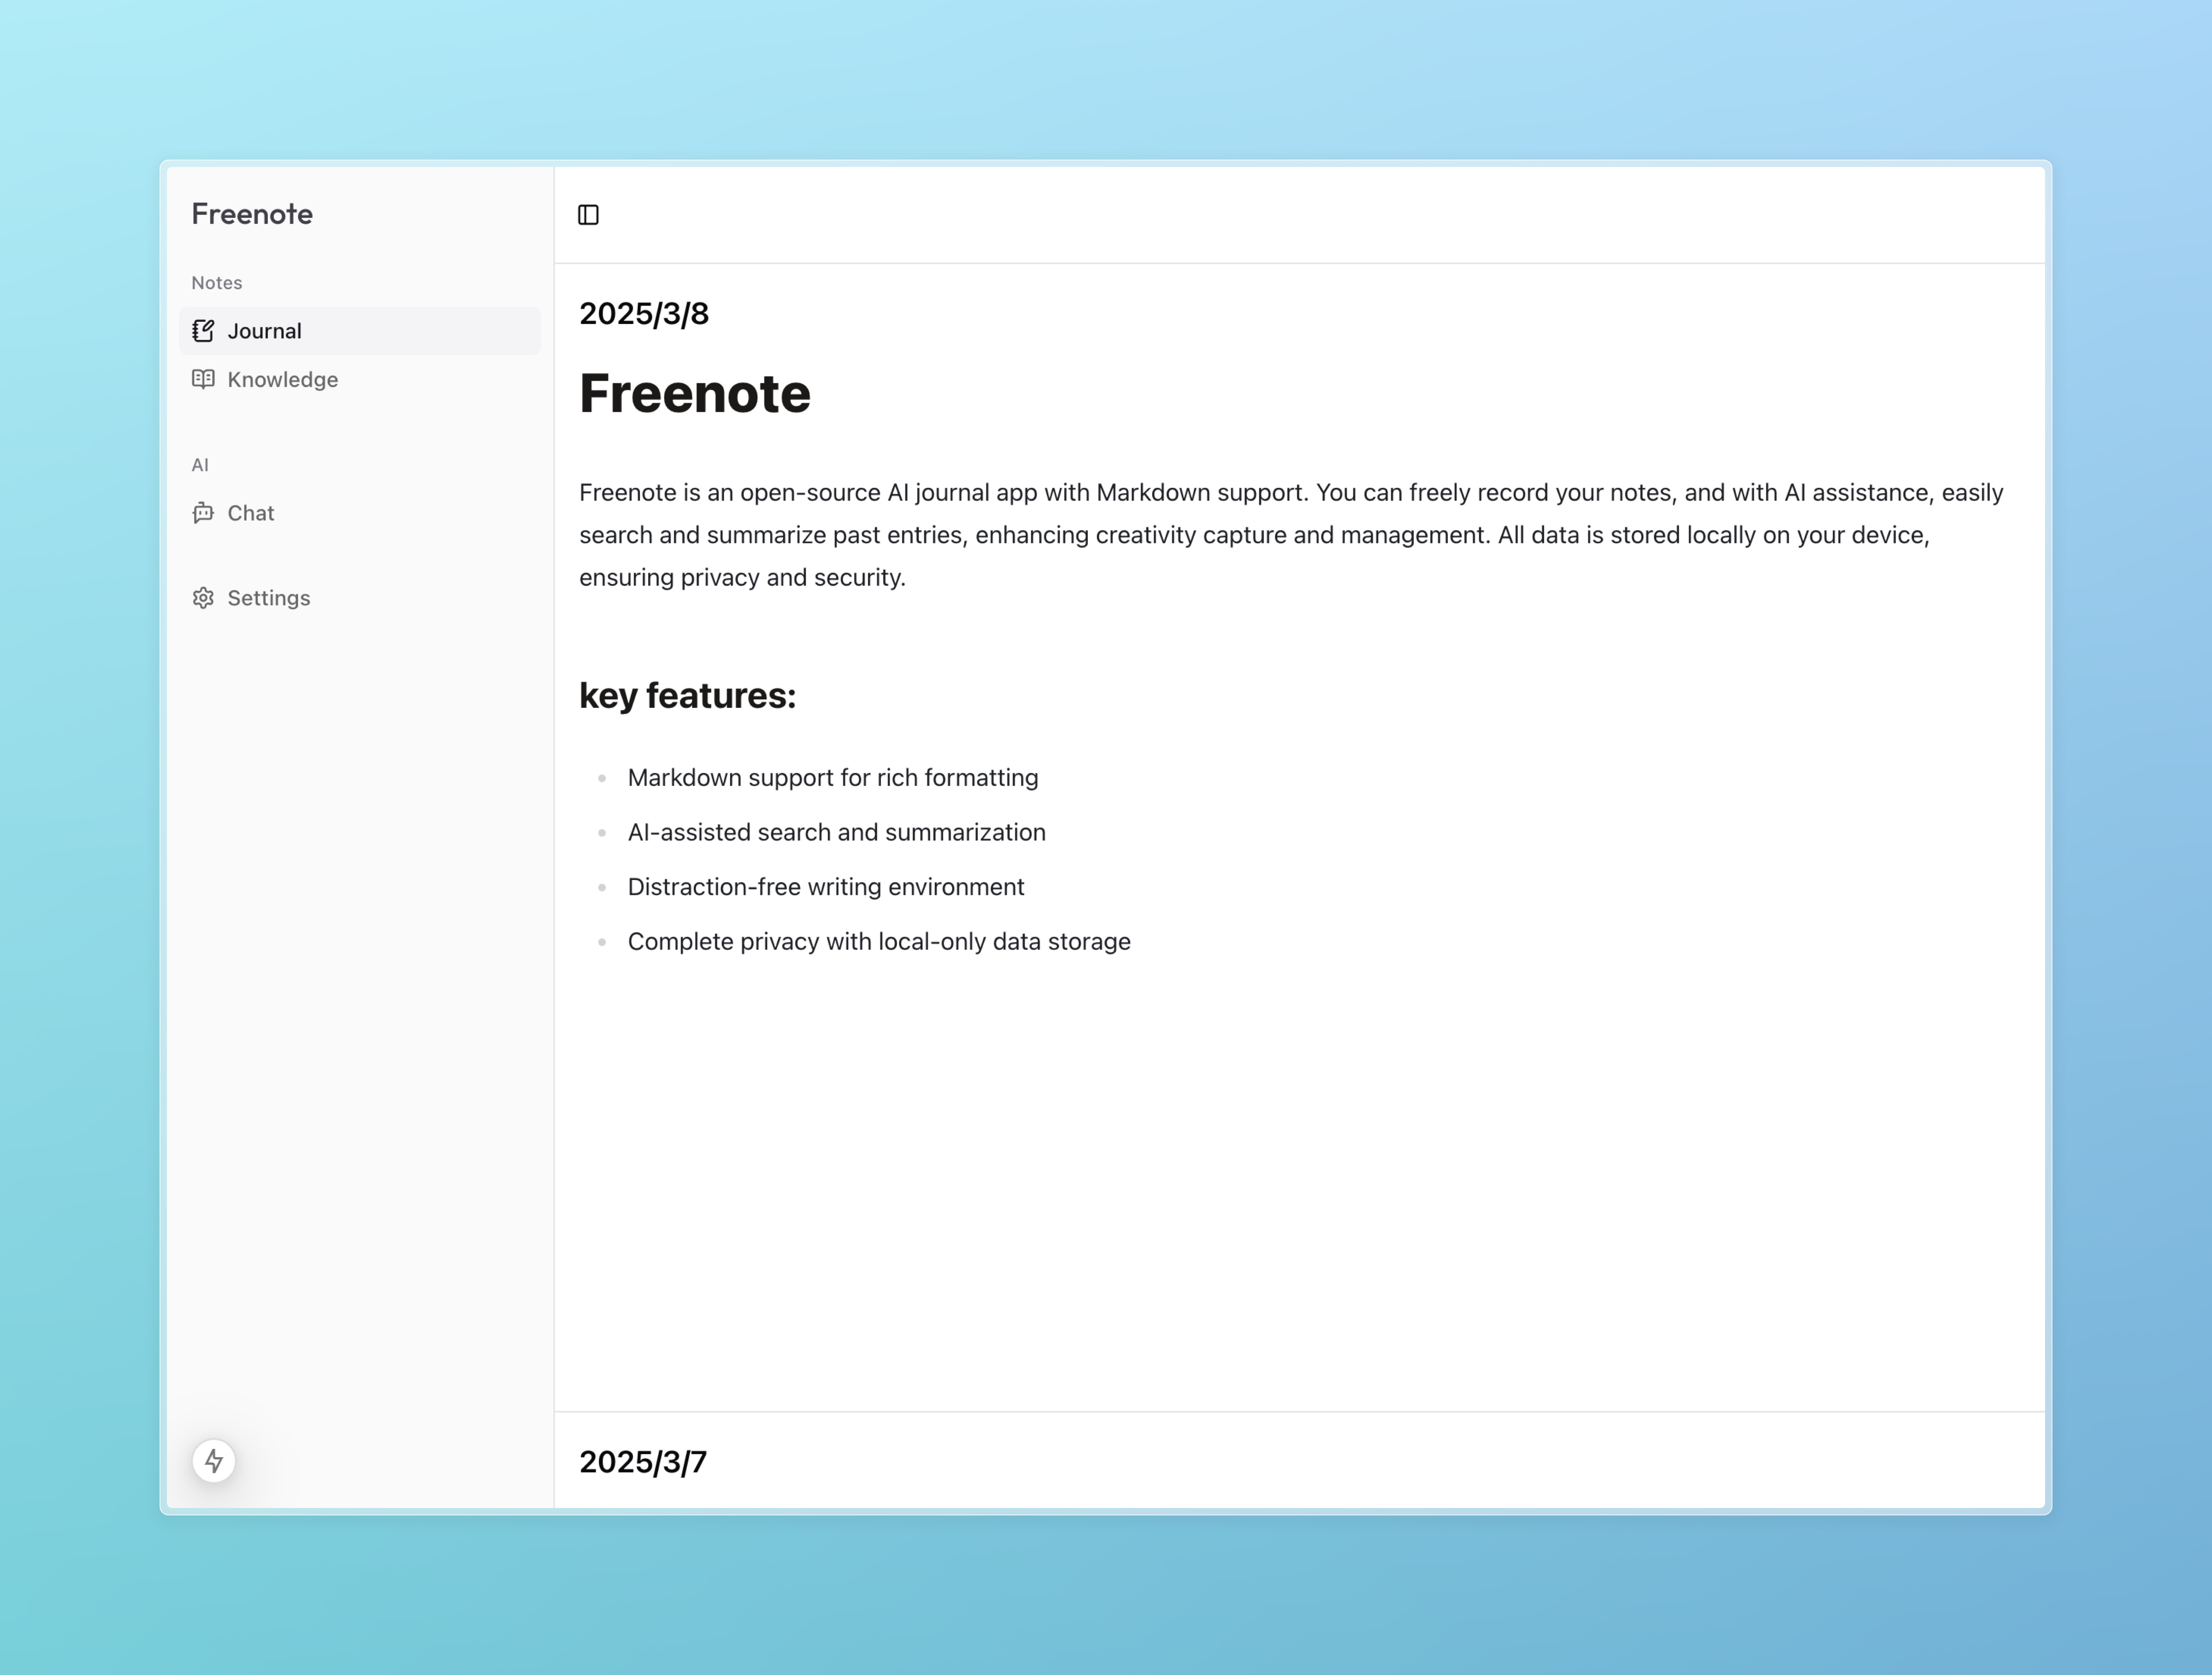 Freenote
Notes
Journal
Knowledge
AI
Chat
Settings
2025/3/8
Freenote
Freenote is an open-source AI journal app with Markdown support. You can freely record your notes, and with AI assistance, easily
search and summarize past entries, enhancing creativity capture and management. All data is stored locally on your device,
ensuring privacy and security.
key features:
Markdown support for rich formatting
AI-assisted search and summarization
Distraction-free writing environment
Complete privacy with local-only data storage
2025/3/7